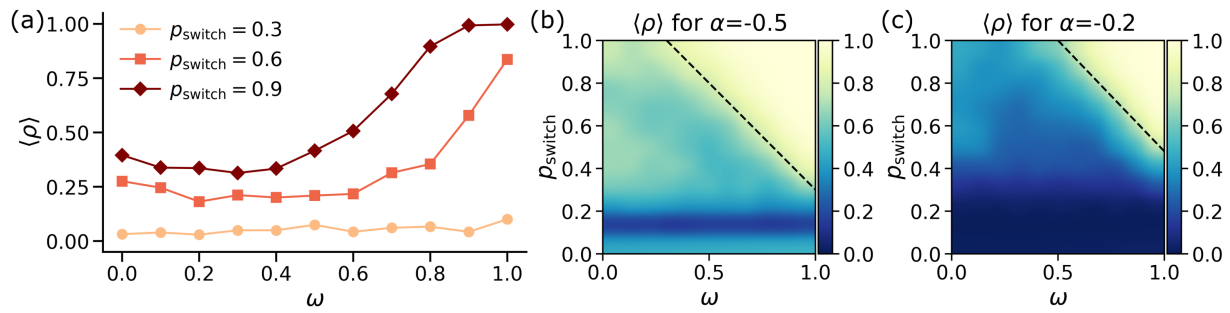 (a)
1.00
0.75
0.50
0.25
0.00
⟨ρ⟩
p_switch = 0.3
p_switch = 0.6
p_switch = 0.9
0.0 0.2 0.4 0.6 0.8 1.0
ω
(b)
⟨ρ⟩ for α=-0.5
1.0
0.8
0.6
0.4
0.2
0.0
p_switch
0.0 0.5 1.0
ω
1.0
0.8
0.6
0.4
0.2
0.0
(c)
⟨ρ⟩ for α=-0.2
1.0
0.8
0.6
0.4
0.2
0.0
p_switch
0.0 0.5 1.0
ω
1.0
0.8
0.6
0.4
0.2
0.0